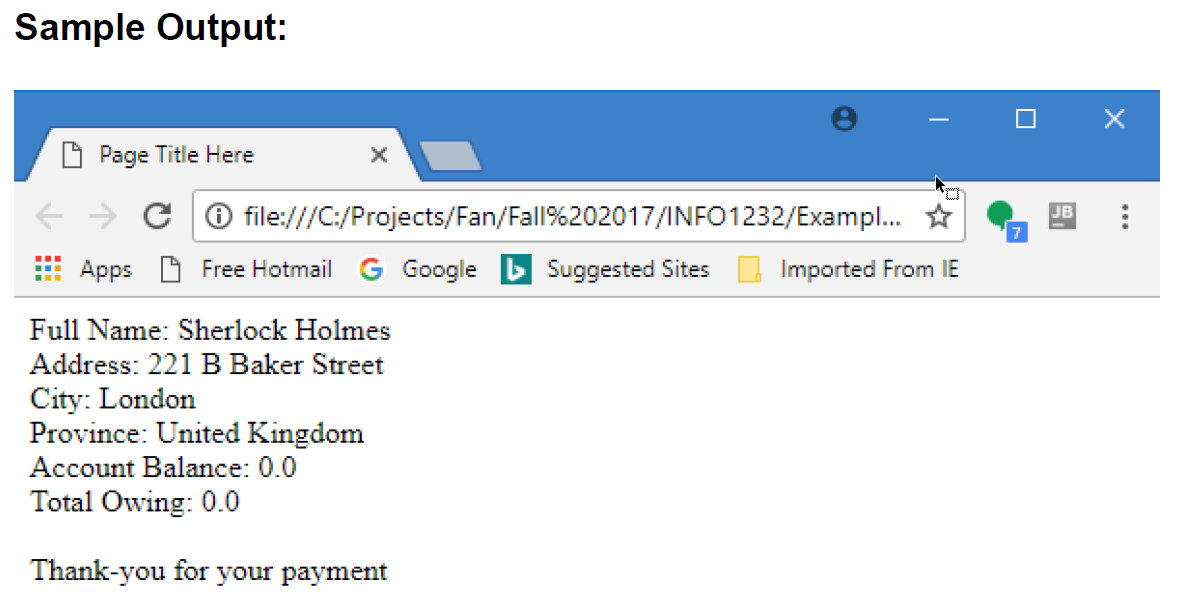 Sample Output:
Page Title Here
file:///C:/Projects/Fan/Fall%202017/INFO1232/Exampl...
7
JB
Apps
Free Hotmail
G
Google
b
Suggested Sites
Imported From IE
Full Name: Sherlock Holmes
Address: 221 B Baker Street
City: London
Province: United Kingdom
Account Balance: 0.0
Total Owing: 0.0
Thank-you for your payment